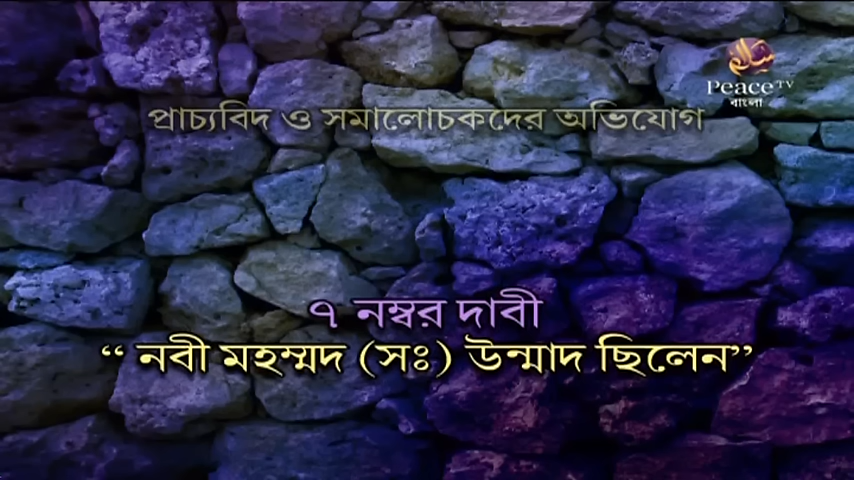 Peace TV
বাংলা
প্রাচ্যবিদ ও সমালোচকদের অভিযোগ
৭ নম্বর দাবী
“ নবী মহম্মদ (সঃ) উন্মাদ ছিলেন”